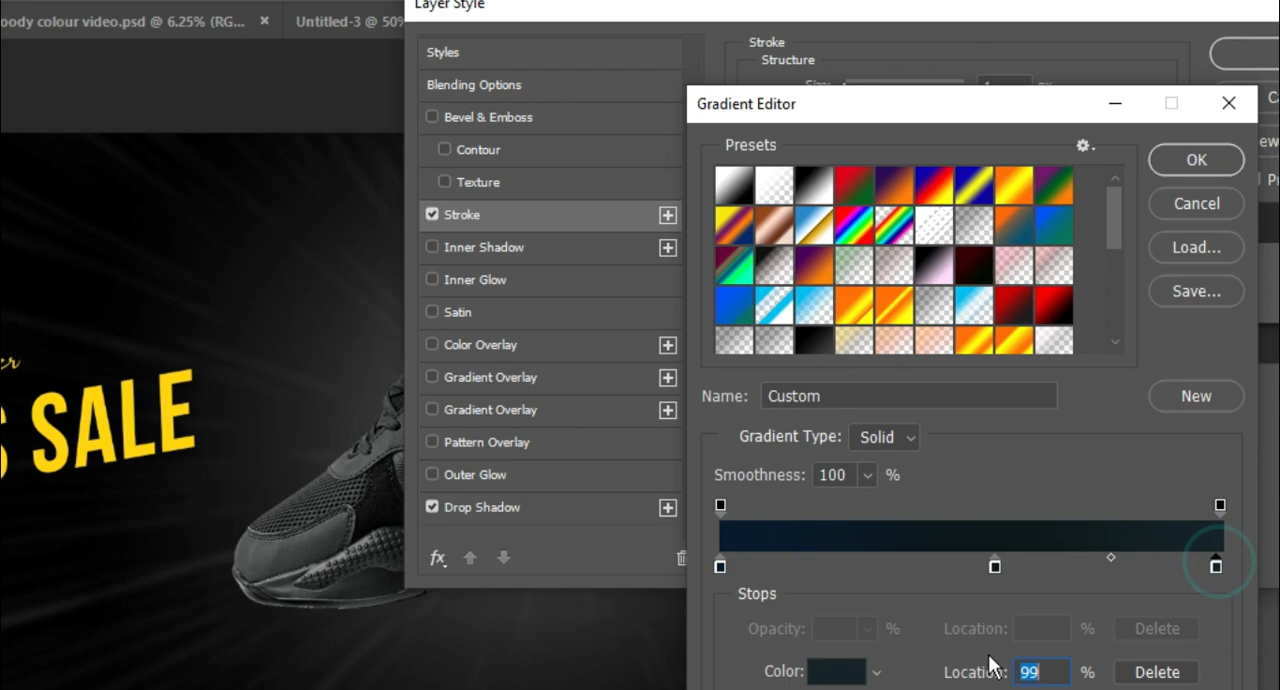 oody colour video.psd @ 6.25% (RG... ×
Untitled-3 @ 50%
Layer Style
Styles
Blending Options
Bevel & Emboss
Contour
Texture
Stroke
Inner Shadow
Inner Glow
Satin
Color Overlay
Gradient Overlay
Gradient Overlay
Pattern Overlay
Outer Glow
Drop Shadow
fx
Stroke
Structure
px
Gradient Editor
Presets
OK
Cancel
Load...
Save...
Name: Custom
New
Gradient Type: Solid
Smoothness: 100 %
Stops
Opacity: %
Location: %
Delete
Color:
Location: 99 %
Delete
er
S SALE